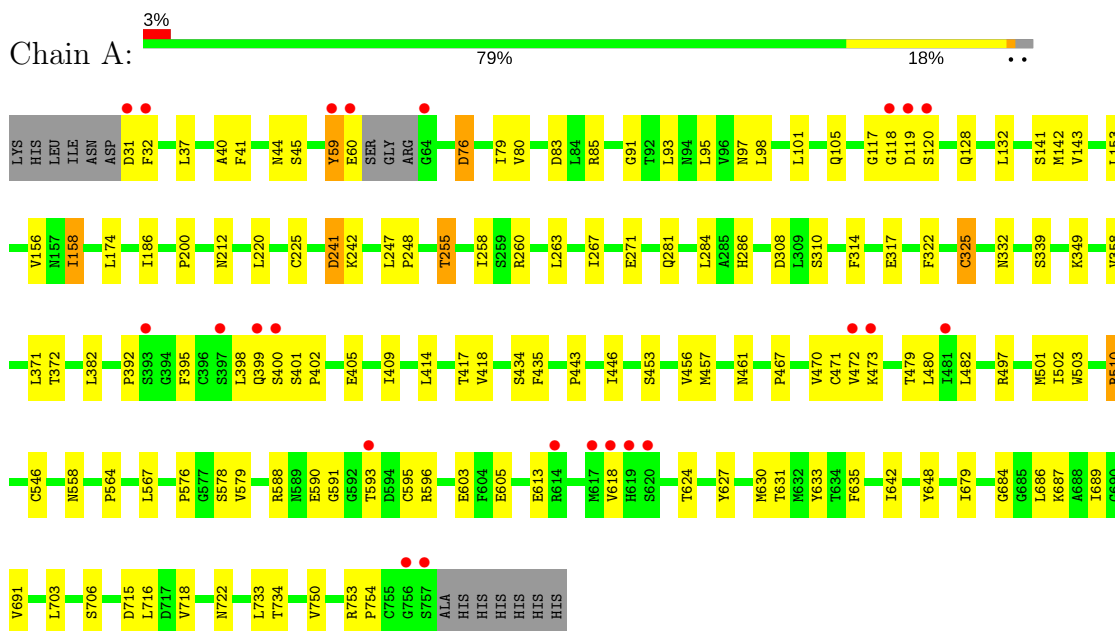 3%
Chain A:
79% 18% • •
LYS HIS LEU ILE ASN ASP D31 F32 L37 A40 F41 N44 S45 Y59 E60 SER GLY ARG G64 D76 I79 V80 D83 L84 R85 G91 T92 L93 N94 L95 V96 N97 L98 L101 Q105 G117 G118 D119 S120 Q128 L132 S141 M142 V143
V156 N157 I158 L174 I186 P200 N212 L220 C225 D241 K242 L247 P248 T255 I258 S259 R260 L263 I267 E271 Q281 L284 A285 H286 D308 L309 S310 F314 E317 F322 C325 N332 S339 K349 V358
L371 T372 L382 P392 S393 G394 F395 C396 S397 L398 Q399 S400 S401 P402 E405 I409 L414 T417 V418 S434 F435 P443 I446 S453 V456 M457 N461 P467 V470 C471 V472 K473 T479 L480 I481 L482 R497 M501 I502 W503
C546 N558 P564 L567 P576 G577 S578 V579 R588 N589 E590 G591 G592 T593 D594 C595 R596 E603 F604 E605 E613 R614 M617 V618 H619 S620 T624 Y627 M630 T631 M632 Y633 T634 F635 I642 Y648 I679 G684 G685 L686 K687 A688 I689
V691 L703 S706 D715 L716 D717 V718 N722 L733 T734 V750 R753 P754 C755 G756 S757 ALA HIS HIS HIS HIS HIS HIS